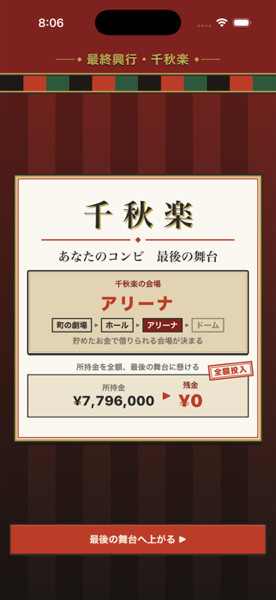 8:06
最終興行・千秋楽
千秋楽
あなたのコンビ 最後の舞台
千秋楽の会場
アリーナ
町の劇場 ▸ ホール ▸ アリーナ ▸ ドーム
貯めたお金で借りられる会場が決まる
所持金を全額、最後の舞台に懸ける
全額投入
所持金 残金
¥7,796,000 ▶ ¥0
最後の舞台へ上がる ▶